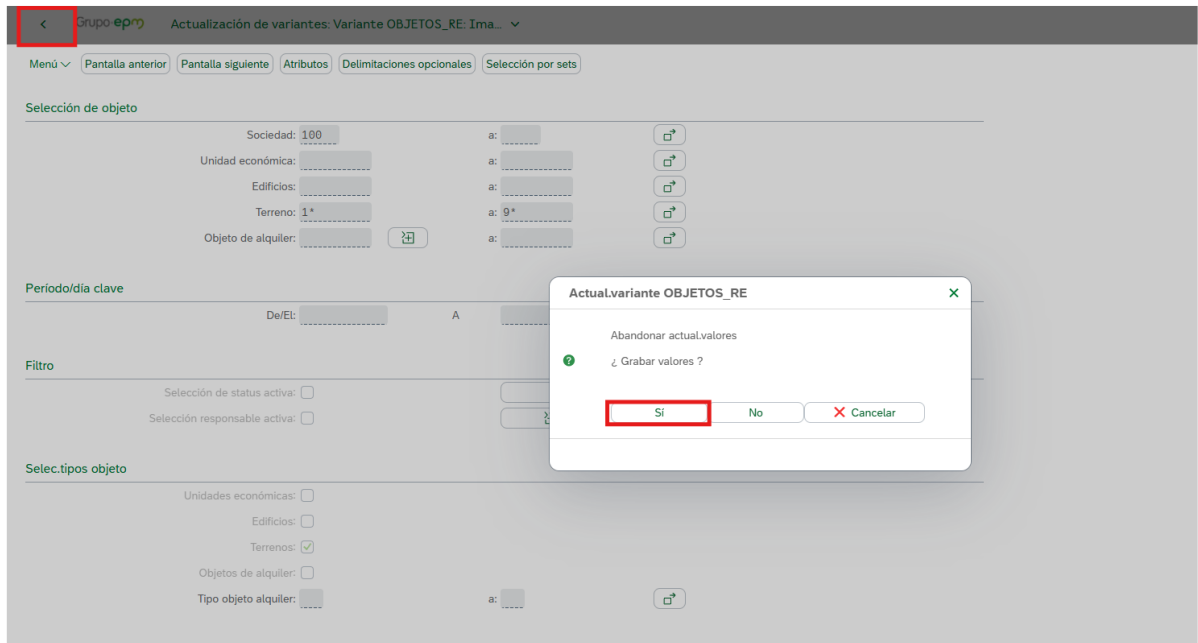 Grupo·epm Actualización de variantes: Variante OBJETOS_RE: Ima...
Menú Pantalla anterior Pantalla siguiente Atributos Delimitaciones opcionales Selección por sets
Selección de objeto
Sociedad: 100 a:
Unidad económica: a:
Edificios: a:
Terreno: 1* a: 9*
Objeto de alquiler: a:
Período/día clave
De/El: A
Filtro
Selección de status activa:
Selección responsable activa:
Selec.tipos objeto
Unidades económicas:
Edificios:
Terrenos:
Objetos de alquiler:
Tipo objeto alquiler: a:
Actual.variante OBJETOS_RE
Abandonar actual.valores
¿ Grabar valores ?
Sí No Cancelar